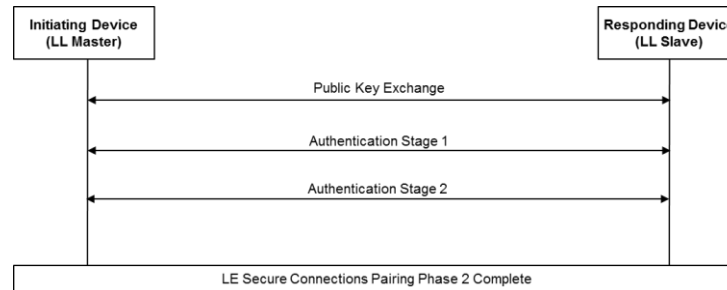 Initiating Device
(LL Master)
Responding Device
(LL Slave)
Public Key Exchange
Authentication Stage 1
Authentication Stage 2
LE Secure Connections Pairing Phase 2 Complete